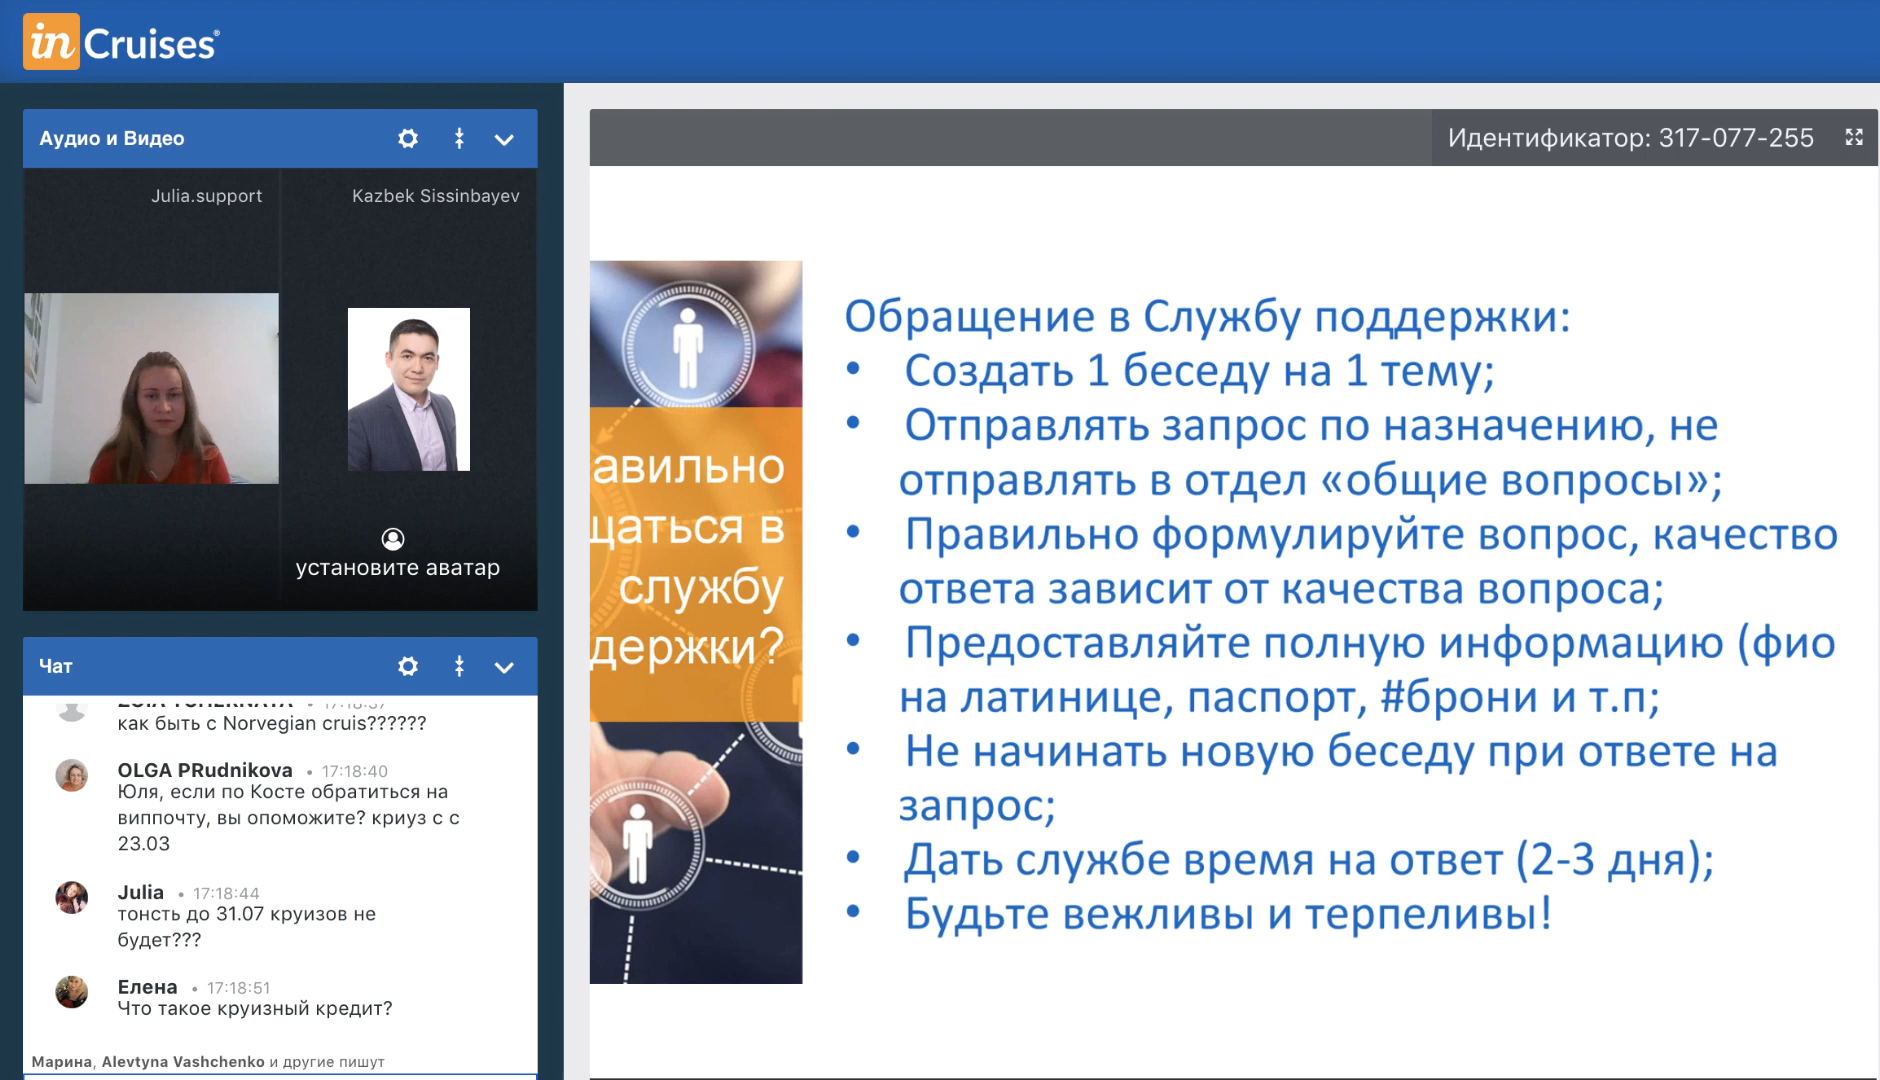 in Cruises®
Аудио и Видео
Julia.support
Kazbek Sissinbayev
установите аватар
Чат
17:18:37
как быть с Norvegian cruis??????
OLGA PRudnikova • 17:18:40
Юля, если по Косте обратиться на
виппочту, вы опоможите? криуз с с
23.03
Julia • 17:18:44
тонсть до 31.07 круизов не
будет???
Елена • 17:18:51
Что такое круизный кредит?
Марина, Alevtyna Vashchenko и другие пишут
Идентификатор: 317-077-255
авильно
щаться в
службу
держки?
Обращение в Службу поддержки:
• Создать 1 беседу на 1 тему;
• Отправлять запрос по назначению, не
отправлять в отдел «общие вопросы»;
• Правильно формулируйте вопрос, качество
ответа зависит от качества вопроса;
• Предоставляйте полную информацию (фио
на латинице, паспорт, #брони и т.п;
• Не начинать новую беседу при ответе на
запрос;
• Дать службе время на ответ (2-3 дня);
• Будьте вежливы и терпеливы!